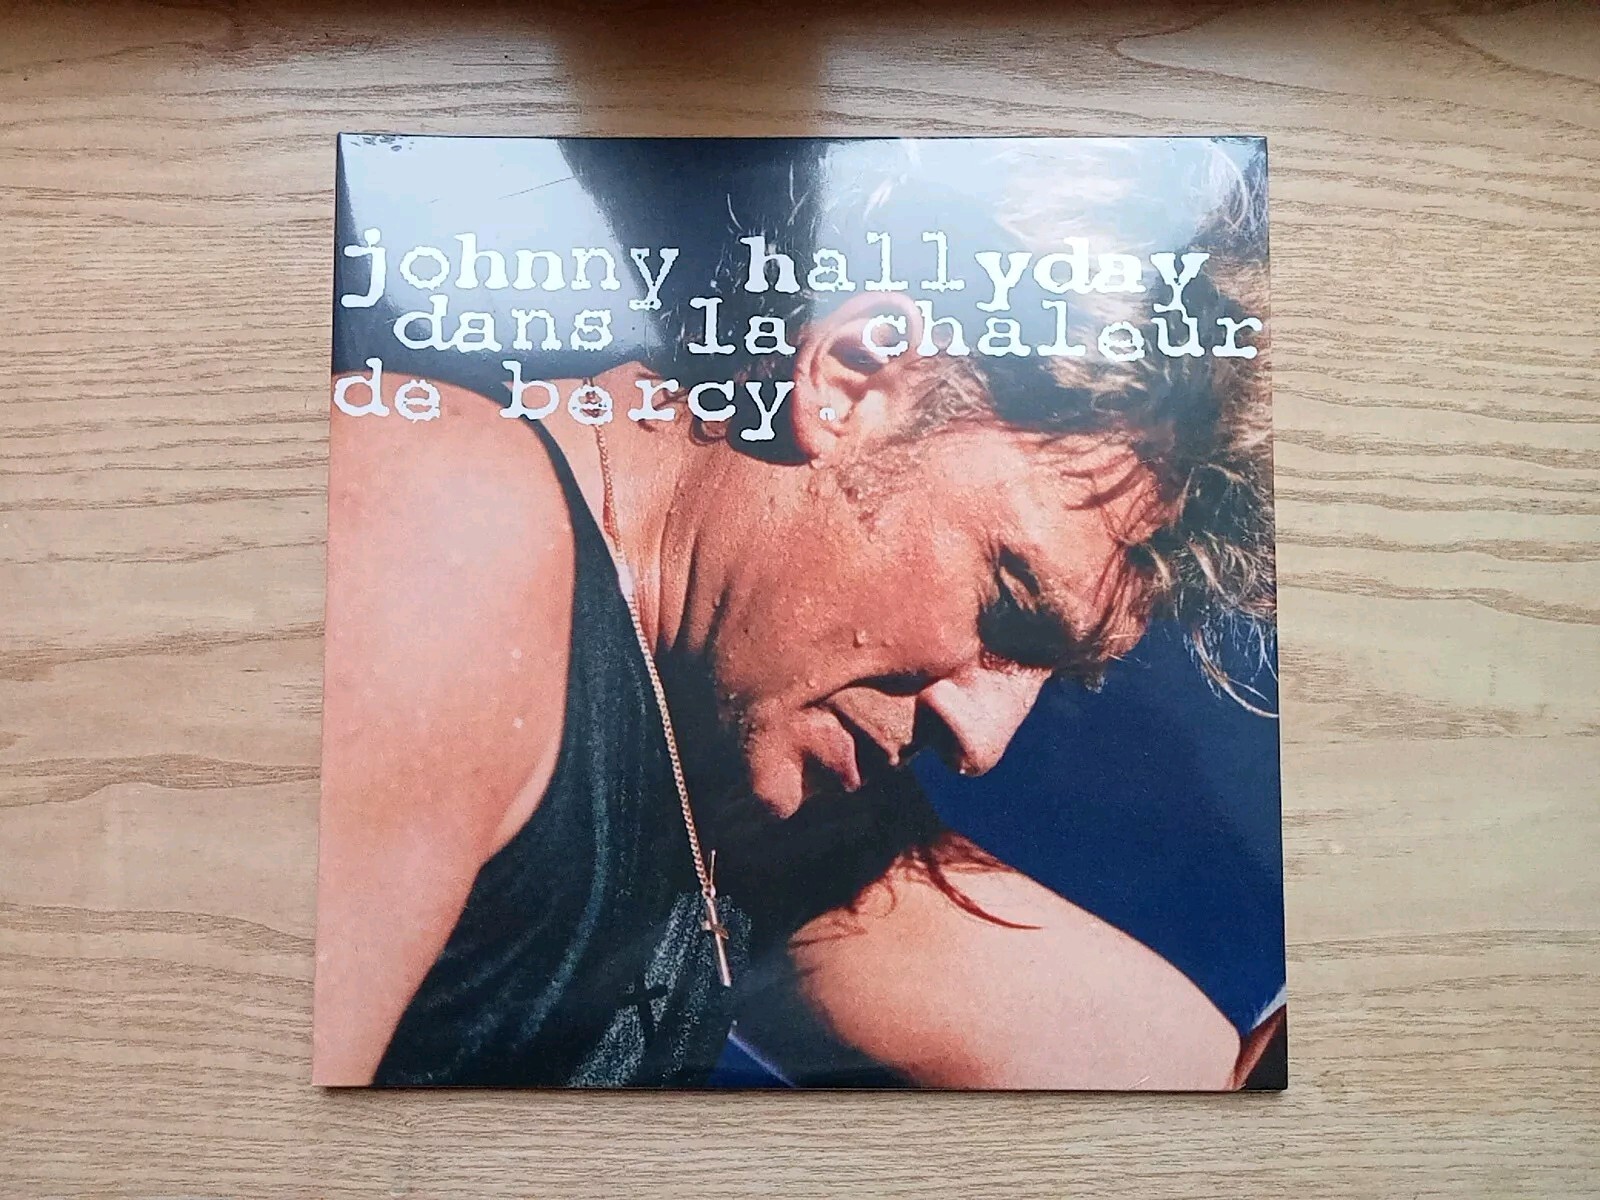 johnny hallyday
dans la chaleur
de bercy.